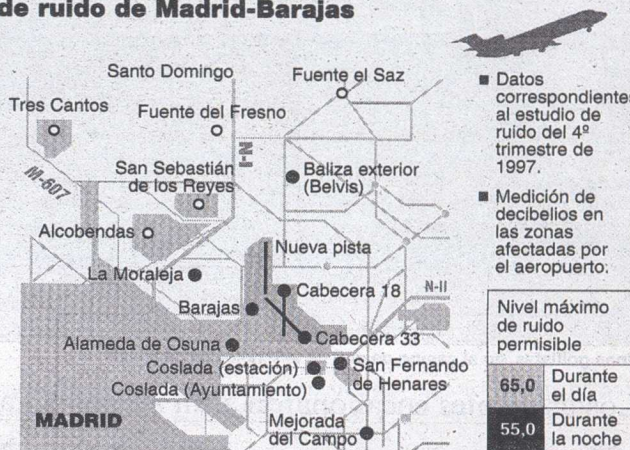 de ruido de Madrid-Barajas
Santo Domingo
Fuente el Saz
Tres Cantos
Fuente del Fresno
N-I
M-607
San Sebastián
de los Reyes
Baliza exterior
(Belvis)
Alcobendas
Nueva pista
La Moraleja
Cabecera 18
N-II
Barajas
Alameda de Osuna
Cabecera 33
Coslada (estación)
San Fernando
de Henares
Coslada (Ayuntamiento)
MADRID
Mejorada
del Campo
Datos
correspondientes
al estudio de
ruido del 4º
trimestre de
1997.
Medición de
decibelios en
las zonas
afectadas por
el aeropuerto.
Nivel máximo
de ruido
permisible
65,0 Durante
el día
55,0 Durante
la noche